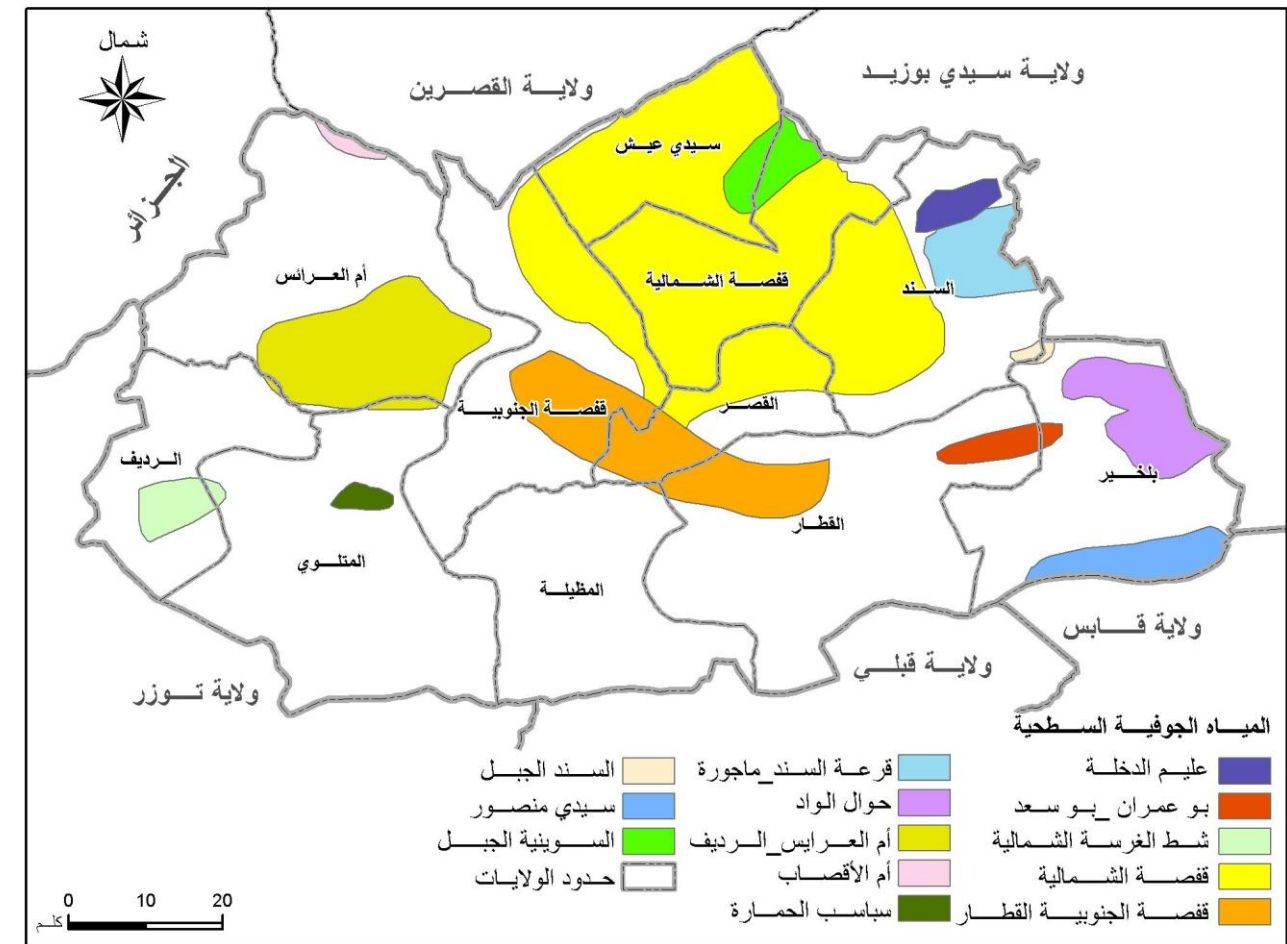 شمال
ولاية القصرين
ولاية سيدي بوزيد
الجزائر
سيدي عيش
أم العرائس
قفصة الشمالية
السند
قفصة الجنوبية
القصر
الرديف
بلخير
القطار
المتلوي
المظيلة
ولاية قابس
ولاية قبلي
ولاية توزر
المياه الجوفية السطحية
عليم الدخلة
بو عمران_بو سعد
شط الغرسة الشمالية
قفصة الشمالية
قفصة الجنوبية القطار
قرعة السند_ماجورة
حوال الواد
أم العرايس_الرديف
أم الأقصاب
سباسب الحمارة
السند الجبل
سيدي منصور
السوينية الجبل
حدود الولايات
0 10 20
كلم